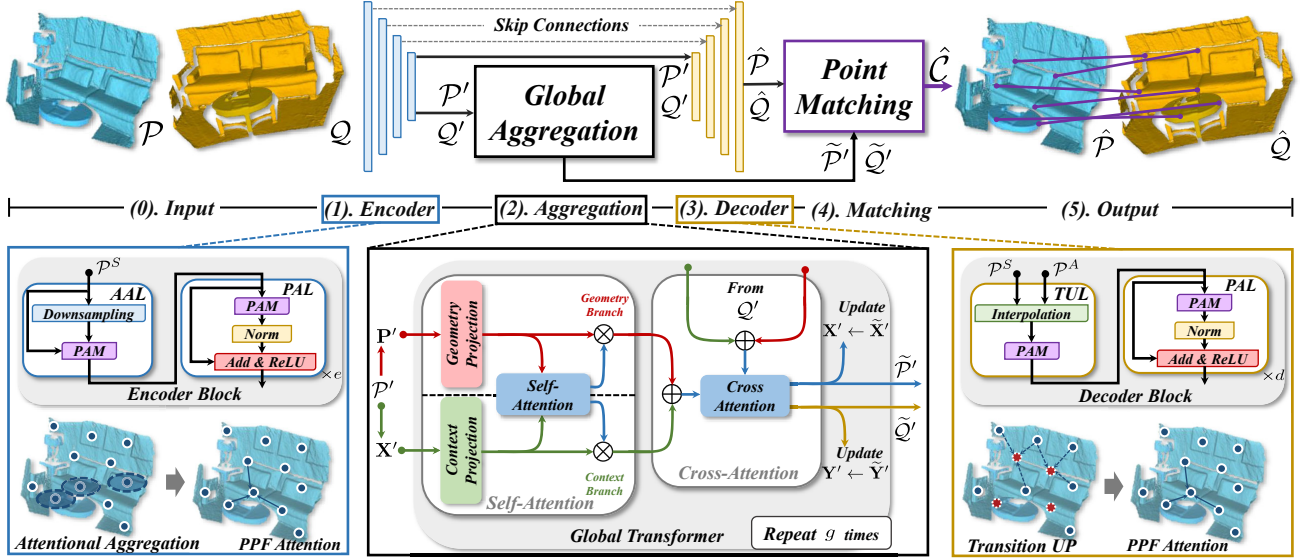 𝒫
𝒬
Skip Connections
𝒫′
𝒬′
Global
Aggregation
𝒫′
𝒬′
𝒫̂
𝒬̂
Point
Matching
𝒞̂
𝒫̃′ 𝒬̃′
𝒫̂
𝒬̂
(0). Input
(1). Encoder
(2). Aggregation
(3). Decoder
(4). Matching
(5). Output
𝒫^S
AAL
Downsampling
PAM
PAL
PAM
Norm
Add & ReLU
×e
Encoder Block
Attentional Aggregation
PPF Attention
P′
𝒫′
X′
Geometry
Projection
Context
Projection
Self-
Attention
Geometry
Branch
Context
Branch
Self-Attention
From
𝒬′
Cross
Attention
Cross-Attention
Update
X′ ← X̃′
𝒫̃′
𝒬̃′
Update
Y′ ← Ỹ′
Global Transformer
Repeat g times
𝒫^S
𝒫^A
TUL
Interpolation
PAM
PAL
PAM
Norm
Add & ReLU
×d
Decoder Block
Transition UP
PPF Attention